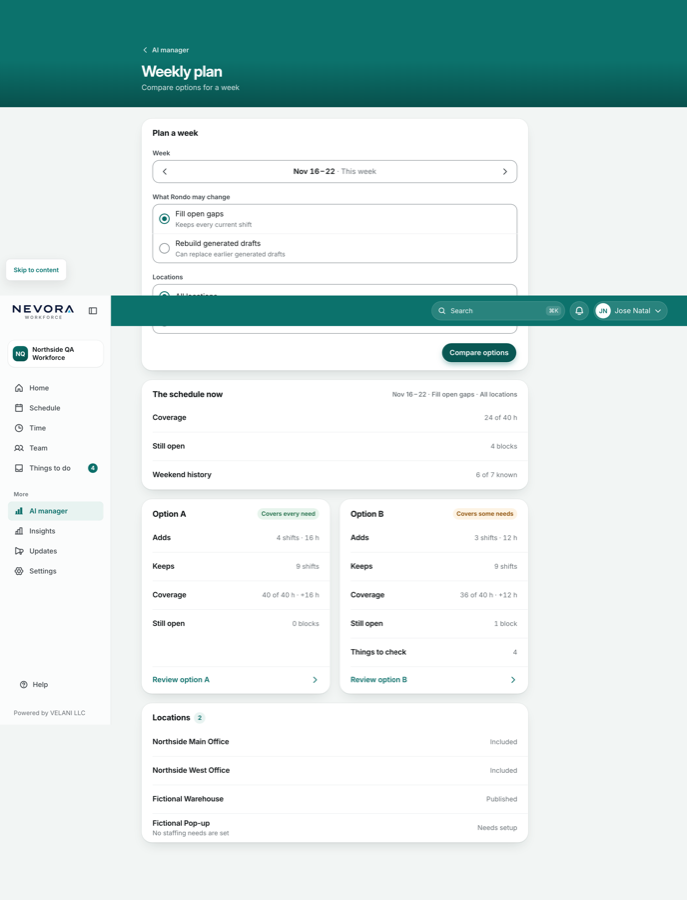 AI manager
Weekly plan
Compare options for a week
Plan a week
Week
Nov 16–22 · This week
What Rondo may change
Fill open gaps
Keeps every current shift
Rebuild generated drafts
Can replace earlier generated drafts
Locations
Skip to content
NEVORA
WORKFORCE
Search
⌘K
JN
Jose Natal
NQ
Northside QA
Workforce
Home
Schedule
Time
Team
Things to do
4
More
AI manager
Insights
Updates
Settings
Help
Powered by VELANI LLC
Compare options
The schedule now
Nov 16–22 · Fill open gaps · All locations
Coverage
24 of 40 h
Still open
4 blocks
Weekend history
6 of 7 known
Option A
Covers every need
Adds
4 shifts · 16 h
Keeps
9 shifts
Coverage
40 of 40 h · +16 h
Still open
0 blocks
Review option A
Option B
Covers some needs
Adds
3 shifts · 12 h
Keeps
9 shifts
Coverage
36 of 40 h · +12 h
Still open
1 block
Things to check
4
Review option B
Locations
2
Northside Main Office
Included
Northside West Office
Included
Fictional Warehouse
Published
Fictional Pop-up
No staffing needs are set
Needs setup